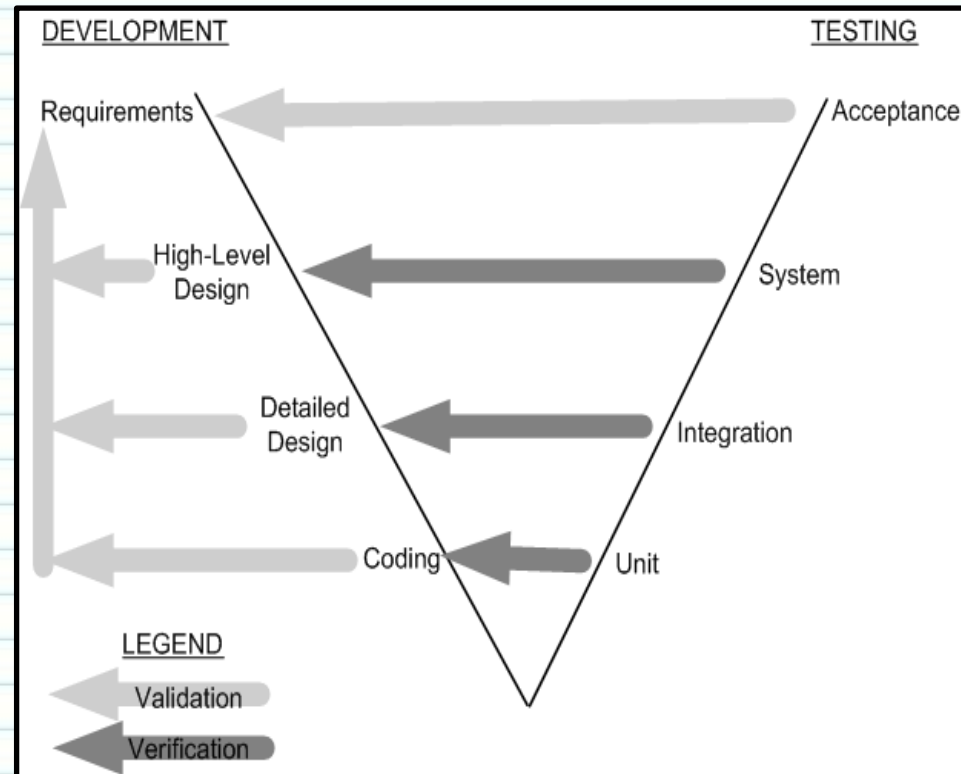 DEVELOPMENT TESTING
Requirements Acceptance
High-Level
Design
System
Detailed
Design
Integration
Coding Unit
LEGEND
Validation
Verification